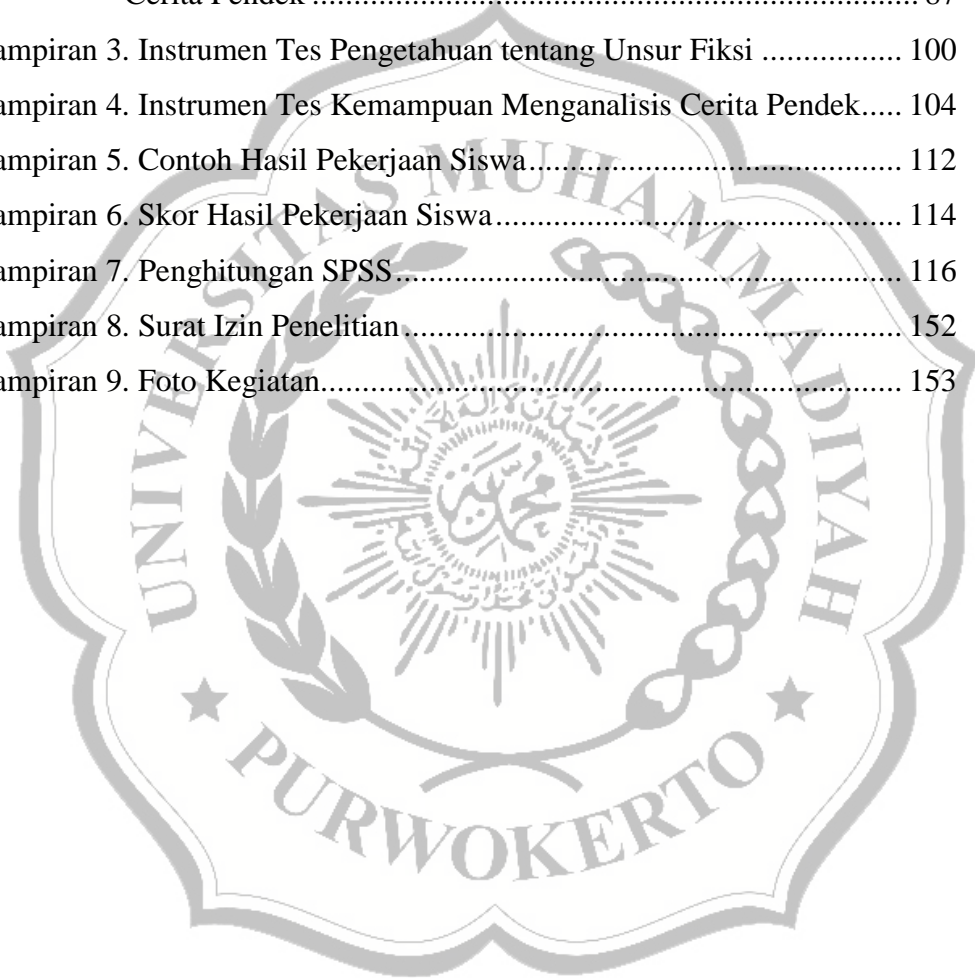 Cerita Pendek
ampiran 3. Instrumen Tes Pengetahuan tentang Unsur Fiksi ................. 100
ampiran 4. Instrumen Tes Kemampuan Menganalisis Cerita Pendek..... 104
ampiran 5. Contoh Hasil Pekerjaan Siswa............................................. 112
ampiran 6. Skor Hasil Pekerjaan Siswa................................................. 114
ampiran 7. Penghitungan SPSS............................................................. 116
ampiran 8. Surat Izin Penelitian............................................................ 152
ampiran 9. Foto Kegiatan...................................................................... 153
UNIVERSITAS MUHAMMADIYAH
PURWOKERTO